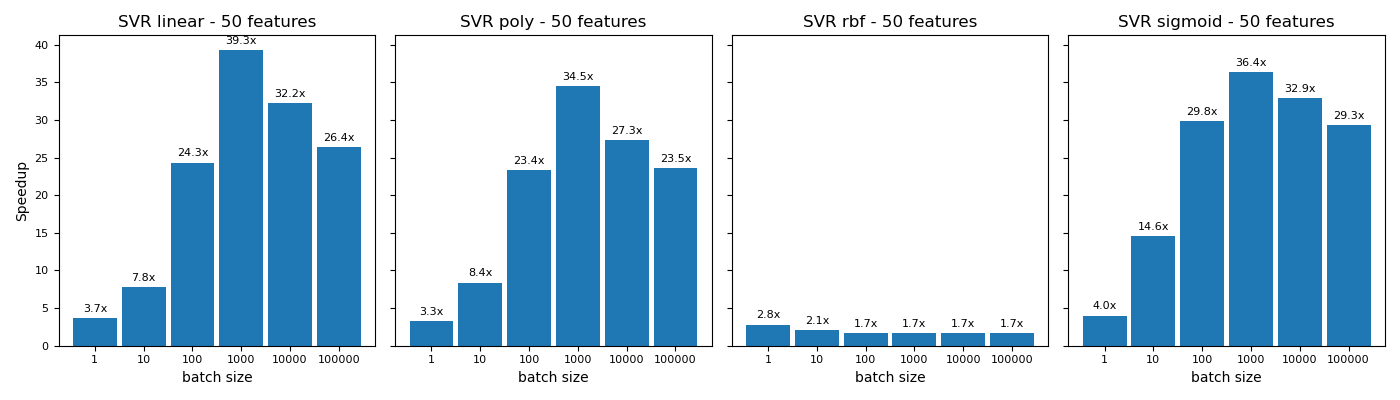 SVR linear - 50 features
SVR poly - 50 features
SVR rbf - 50 features
SVR sigmoid - 50 features
Speedup
40
35
30
25
20
15
10
5
0
3.7x
7.8x
24.3x
39.3x
32.2x
26.4x
1 10 100 1000 10000 100000
batch size
3.3x
8.4x
23.4x
34.5x
27.3x
23.5x
1 10 100 1000 10000 100000
batch size
2.8x
2.1x
1.7x
1.7x
1.7x
1.7x
1 10 100 1000 10000 100000
batch size
4.0x
14.6x
29.8x
36.4x
32.9x
29.3x
1 10 100 1000 10000 100000
batch size